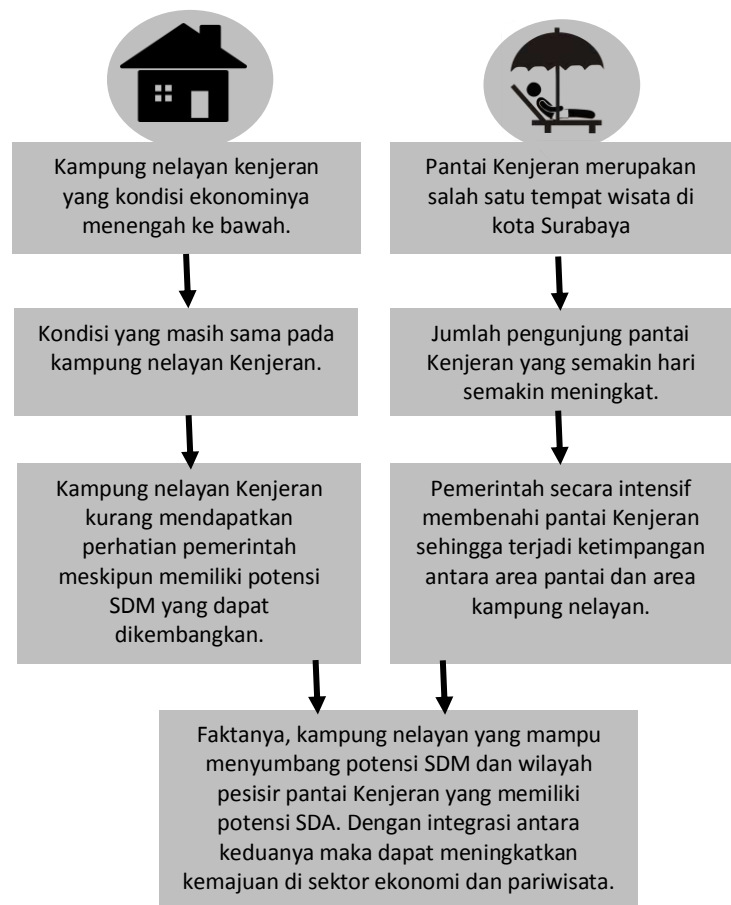 Kampung nelayan kenjeran
yang kondisi ekonominya
menengah ke bawah.
Kondisi yang masih sama pada
kampung nelayan Kenjeran.
Kampung nelayan Kenjeran
kurang mendapatkan
perhatian pemerintah
meskipun memiliki potensi
SDM yang dapat
dikembangkan.
Pantai Kenjeran merupakan
salah satu tempat wisata di
kota Surabaya
Jumlah pengunjung pantai
Kenjeran yang semakin hari
semakin meningkat.
Pemerintah secara intensif
membenahi pantai Kenjeran
sehingga terjadi ketimpangan
antara area pantai dan area
kampung nelayan.
Faktanya, kampung nelayan yang mampu
menyumbang potensi SDM dan wilayah
pesisir pantai Kenjeran yang memiliki
potensi SDA. Dengan integrasi antara
keduanya maka dapat meningkatkan
kemajuan di sektor ekonomi dan pariwisata.